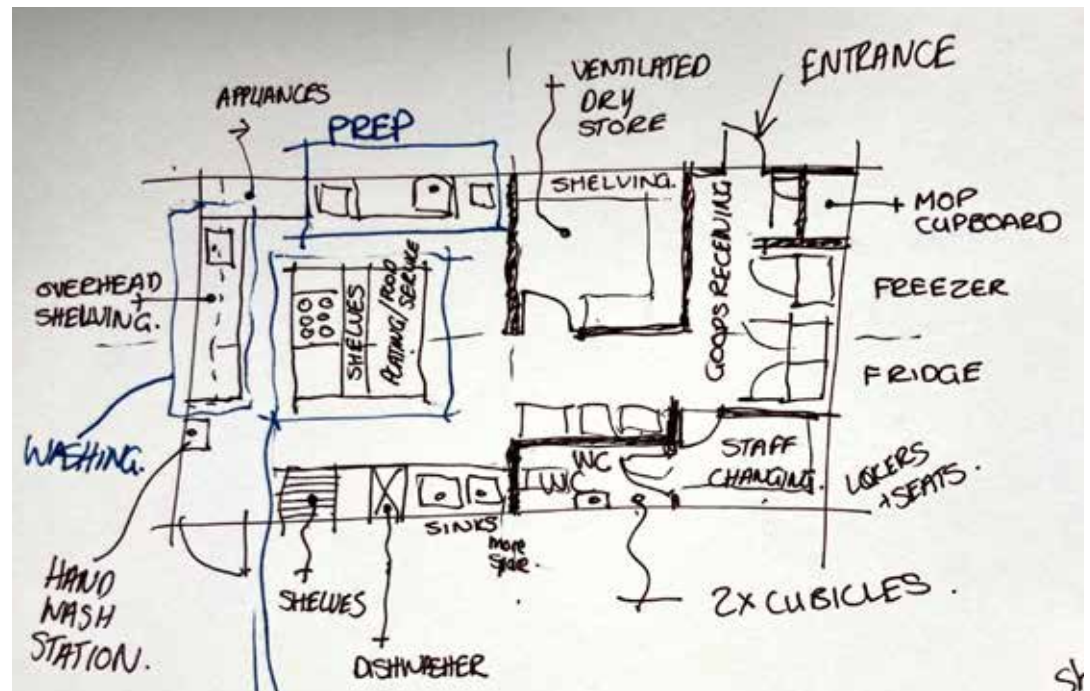 APPLIANCES
PREP
VENTILATED
DRY
STORE
ENTRANCE
SHELVING.
GOODS RECEIVING
MOP
CUPBOARD
OVERHEAD
SHELVING.
SHELVES
PLATING/FOOD
SERVICE
FREEZER
FRIDGE
WASHING.
WC
WC
STAFF
CHANGING.
LOCKERS
+SEATS.
SINKS
more
space.
HAND
WASH
STATION.
SHELVES
DISHWASHER
2X CUBICLES.